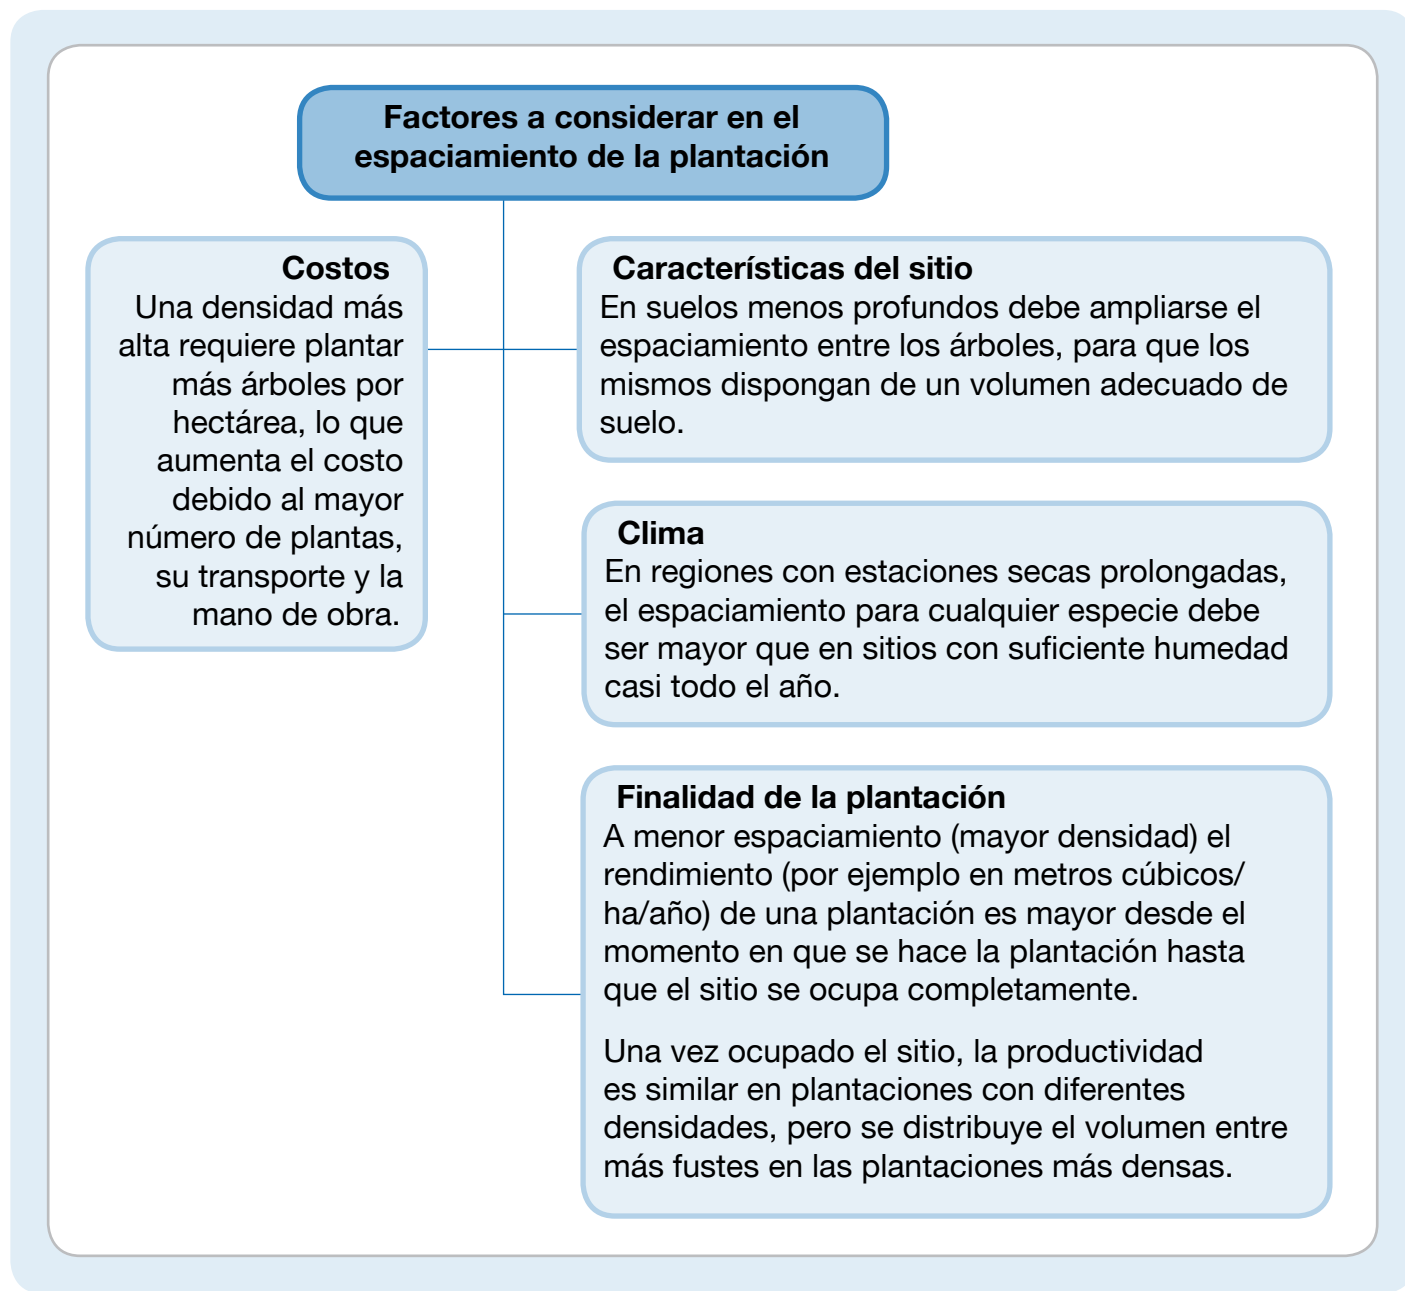 Factores a considerar en el
espaciamiento de la plantación
Costos
Una densidad más
alta requiere plantar
más árboles por
hectárea, lo que
aumenta el costo
debido al mayor
número de plantas,
su transporte y la
mano de obra.
Características del sitio
En suelos menos profundos debe ampliarse el
espaciamiento entre los árboles, para que los
mismos dispongan de un volumen adecuado de
suelo.
Clima
En regiones con estaciones secas prolongadas,
el espaciamiento para cualquier especie debe
ser mayor que en sitios con suficiente humedad
casi todo el año.
Finalidad de la plantación
A menor espaciamiento (mayor densidad) el
rendimiento (por ejemplo en metros cúbicos/
ha/año) de una plantación es mayor desde el
momento en que se hace la plantación hasta
que el sitio se ocupa completamente.
Una vez ocupado el sitio, la productividad
es similar en plantaciones con diferentes
densidades, pero se distribuye el volumen entre
más fustes en las plantaciones más densas.